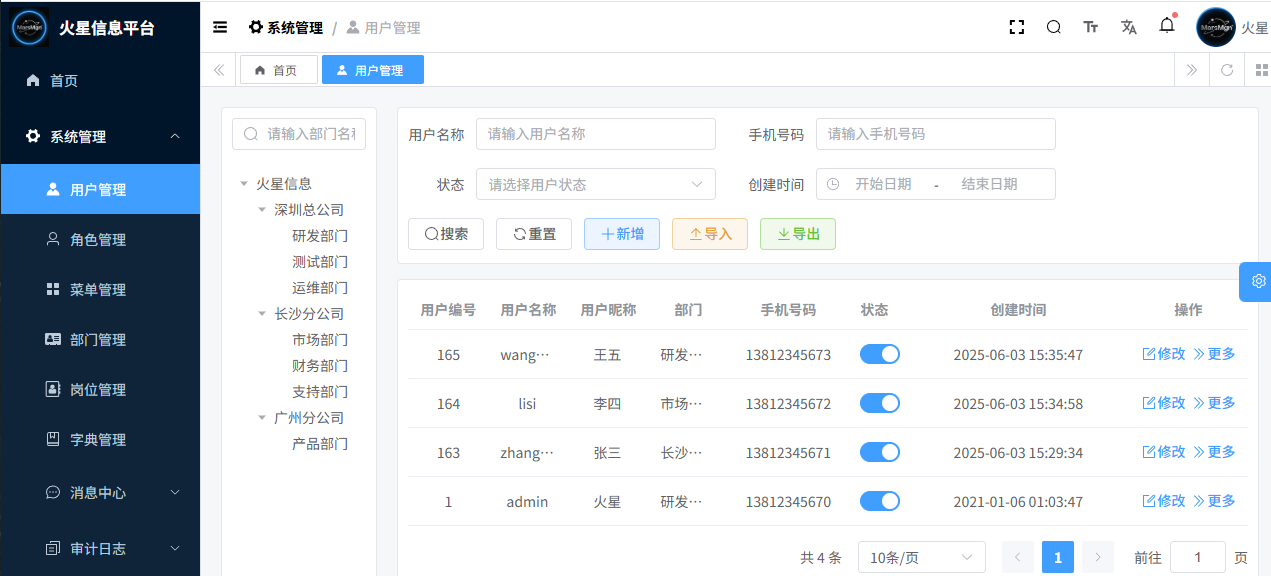 火星信息平台
首页
系统管理
用户管理
角色管理
菜单管理
部门管理
岗位管理
字典管理
消息中心
审计日志
系统管理 / 用户管理
火星
首页 用户管理
请输入部门名称
火星信息
深圳总公司
研发部门
测试部门
运维部门
长沙分公司
市场部门
财务部门
支持部门
广州分公司
产品部门
用户名称 请输入用户名称 手机号码 请输入手机号码
状态 请选择用户状态 创建时间 开始日期 - 结束日期
搜索 重置 新增 导入 导出
用户编号 用户名称 用户昵称 部门 手机号码 状态 创建时间 操作
165 wang… 王五 研发… 13812345673 2025-06-03 15:35:47 修改 更多
164 lisi 李四 市场… 13812345672 2025-06-03 15:34:58 修改 更多
163 zhang… 张三 长沙… 13812345671 2025-06-03 15:29:34 修改 更多
1 admin 火星 研发… 13812345670 2021-01-06 01:03:47 修改 更多
共 4 条 10条/页 1 前往 1 页